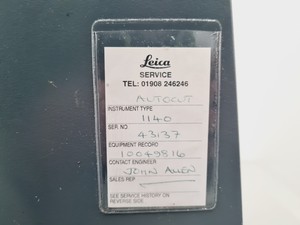 Leica
SERVICE
TEL: 01908 246246
AUTOCUT
INSTRUMENT TYPE
1140
SER. NO
43137
EQUIPMENT RECORD
10049816
CONTACT ENGINEER
JOHN ALLEN
SALES REP
SEE SERVICE HISTORY ON
REVERSE SIDE